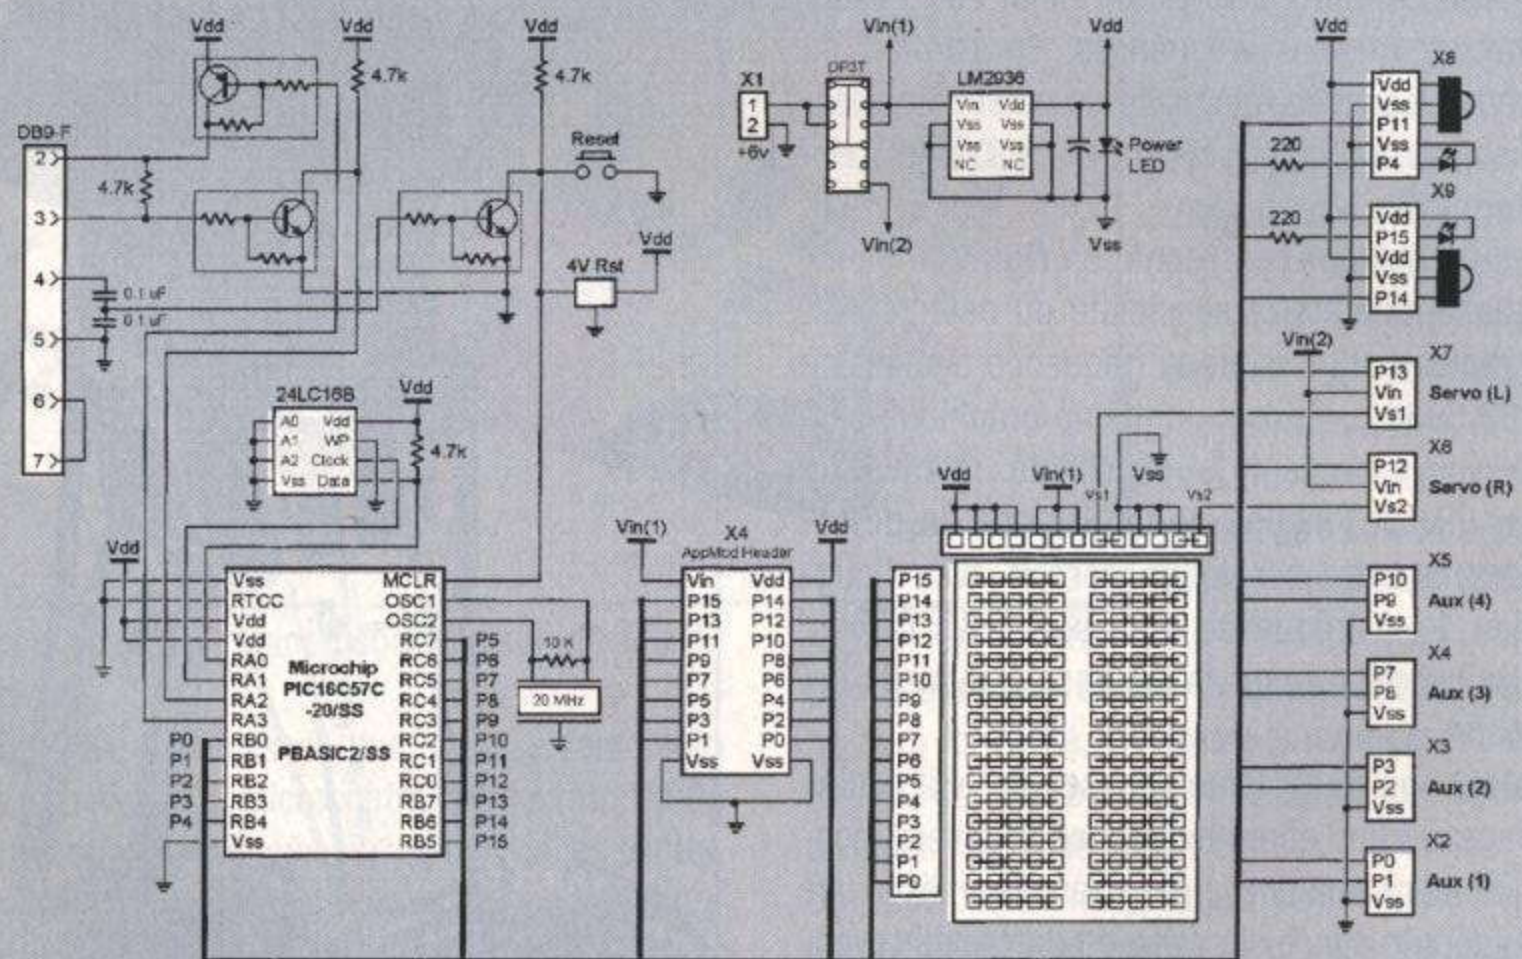 Vdd
Vdd
Vdd
4.7k
4.7k
DB9-F
2
3
4
5
6
7
4.7k
0.1 uF
0.1 uF
Reset
Vdd
4V Rst
X1
1
2
+6v
Vin(1)
Vin(2)
LM2936
Vin Vdd
Vss Vss
Vss Vss
NC NC
Vdd
Power
LED
Vss
24LC16B
A0 Vdd
A1 WP
A2 Clock
Vss Data
Vdd
4.7k
Vdd
Vss MCLR
RTCC OSC1
Vdd OSC2
Vdd RC7 P5
RA0 RC6 P6
RA1 RC5 P7
RA2 RC4 P8
RA3 RC3 P9
P0 RB0 RC2 P10
P1 RB1 RC1 P11
P2 RB2 RC0 P12
P3 RB3 RB7 P13
P4 RB4 RB6 P14
Vss RB5 P15
Microchip
PIC16C57C
-20/SS
PBASIC2/SS
10 K
20 MHz
Vin(1)
Vdd
X4
AppMod Header
Vin Vdd
P15 P14
P13 P12
P11 P10
P9 P8
P7 P6
P5 P4
P3 P2
P1 P0
Vss Vss
Vdd
Vin(1)
Vs1
Vss
Vs2
P15
P14
P13
P12
P11
P10
P9
P8
P7
P6
P5
P4
P3
P2
P1
P0
Vdd
X8
Vdd
Vss
P11
Vss
P4
220
X9
Vdd
P15
Vdd
Vss
P14
220
Vin(2)
X7
P13
Vin
Vs1
Servo (L)
X6
P12
Vin
Vs2
Servo (R)
X5
P10
P9
Vss
Aux (4)
X4
P7
P6
Vss
Aux (3)
X3
P3
P2
Vss
Aux (2)
X2
P0
P1
Vss
Aux (1)